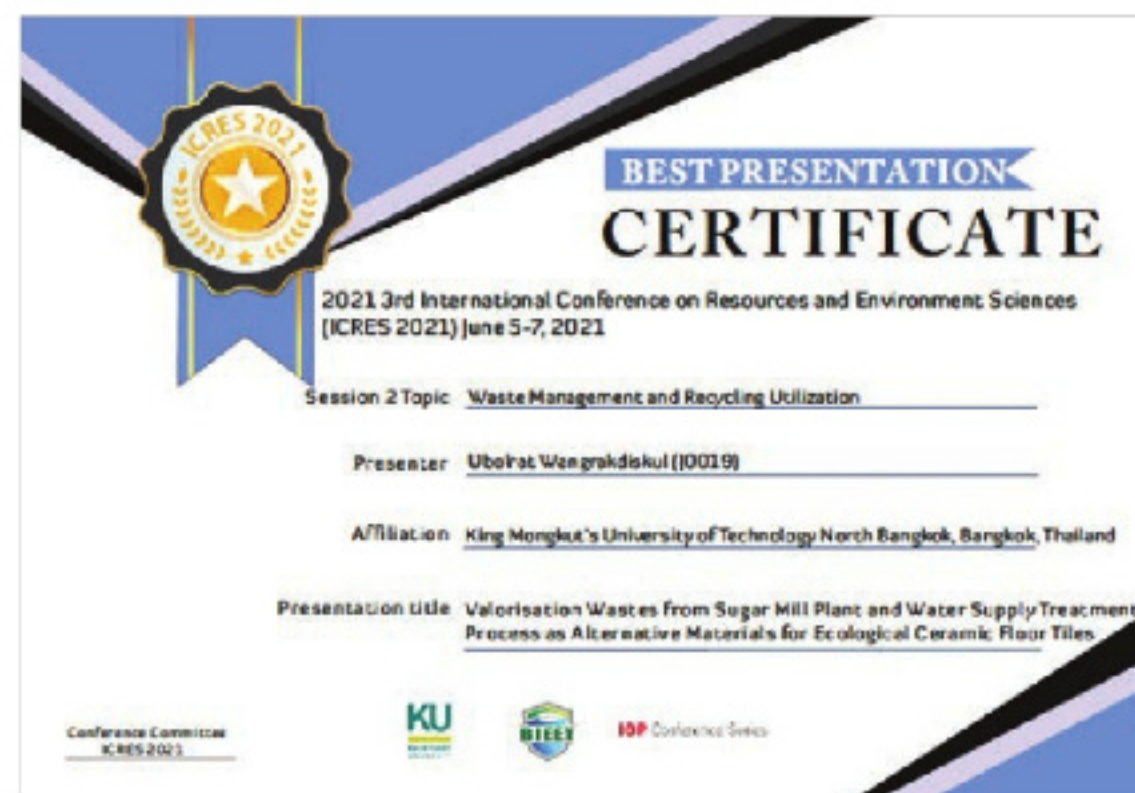 ICRES 2021
BEST PRESENTATION
CERTIFICATE
2021 3rd International Conference on Resources and Environment Sciences
(ICRES 2021) June 5-7, 2021
Session 2 Topic Waste Management and Recycling Utilization
Presenter Ubolrat Wangrakdiskul (J0019)
Affiliation King Mongkut's University of Technology North Bangkok, Bangkok, Thailand
Presentation title Valorisation Wastes from Sugar Mill Plant and Water Supply Treatment
Process as Alternative Materials for Ecological Ceramic Floor Tiles
Conference Committee
ICRES 2021
KU
BTEET
IOP Conference Series